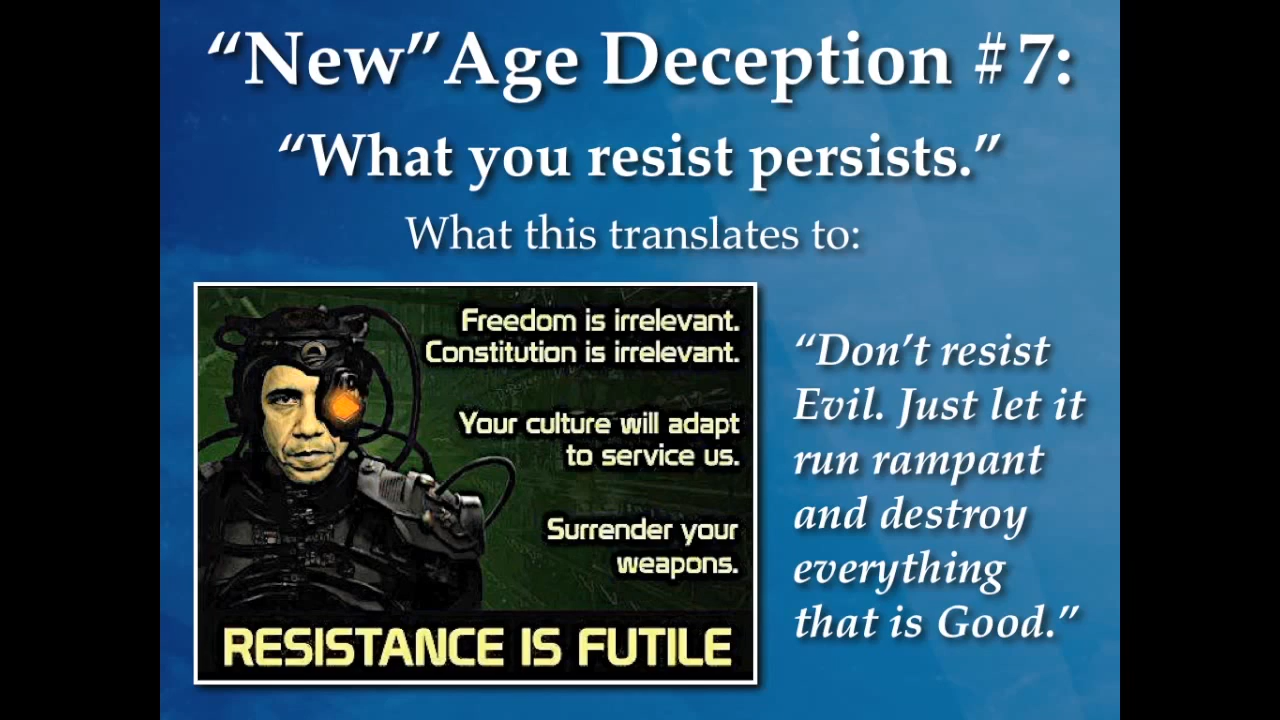 “New”Age Deception #7:
“What you resist persists.”
What this translates to:
Freedom is irrelevant.
Constitution is irrelevant.
Your culture will adapt
to service us.
Surrender your
weapons.
RESISTANCE IS FUTILE
“Don’t resist
Evil. Just let it
run rampant
and destroy
everything
that is Good.”